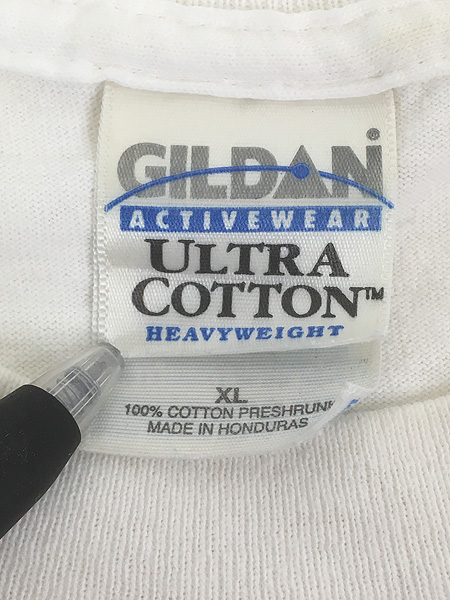 GILDAN®
ACTIVEWEAR
ULTRA
COTTON™
HEAVYWEIGHT
XL
100% COTTON PRESHRUNK
MADE IN HONDURAS